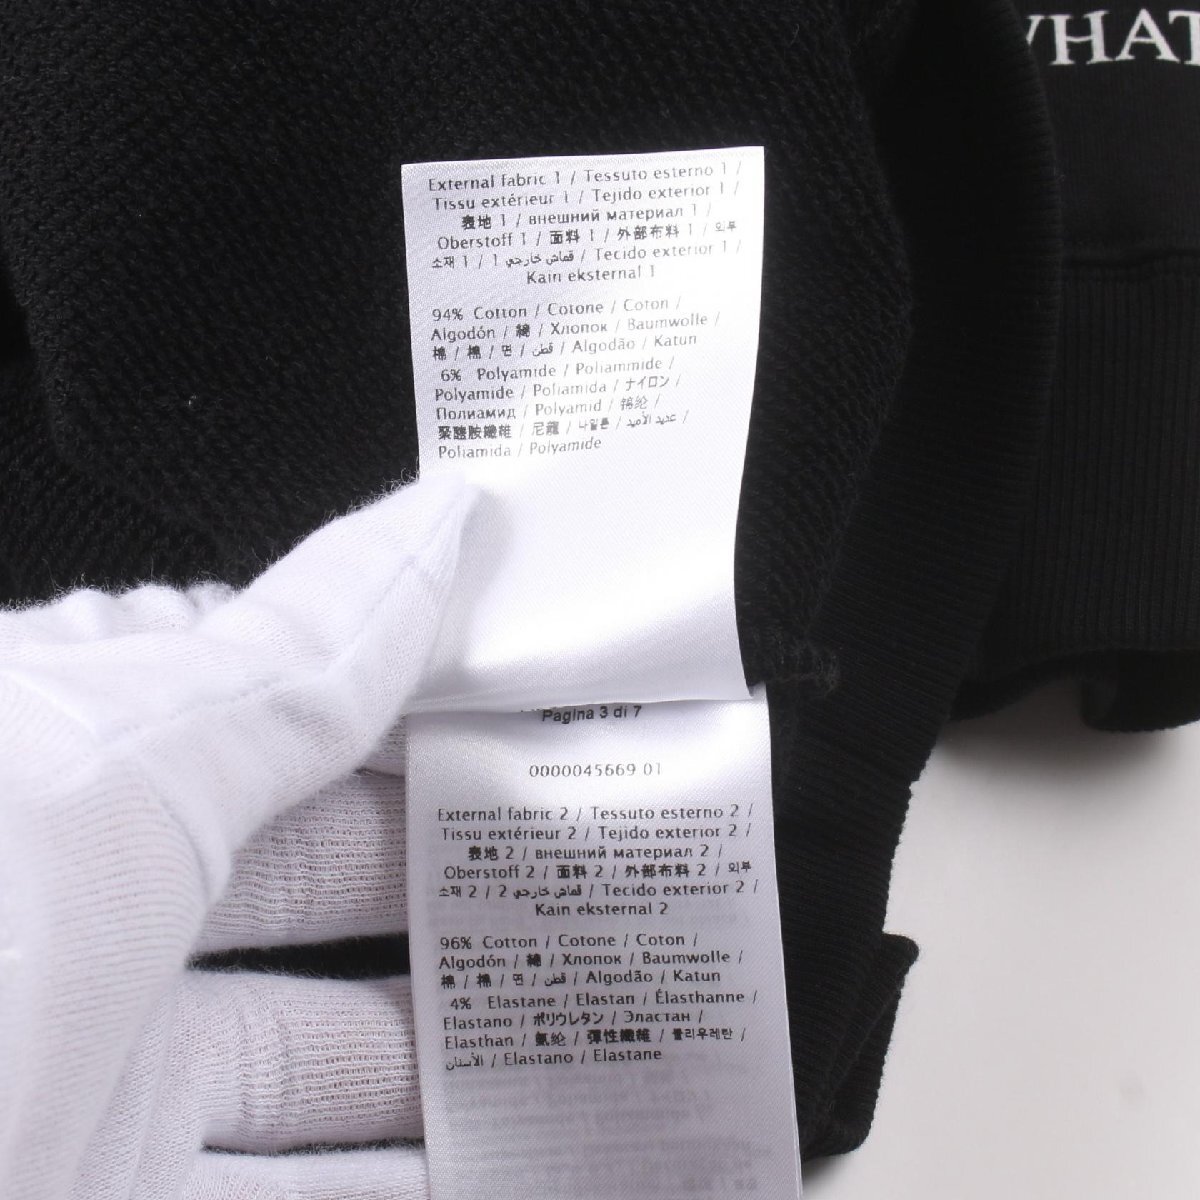 WHAT
External fabric 1 / Tessuto esterno 1 /
Tissu extérieur 1 / Tejido exterior 1 /
表地 1 / внешний материал 1 /
Oberstoff 1 / 面料 1 / 外部布料 1 / 외부
소재 1 / قماش خارجي 1 / Tecido exterior 1 /
Kain eksternal 1
94% Cotton / Cotone / Coton /
Algodón / 綿 / Хлопок / Baumwolle /
棉 / 棉 / 면 / قطن / Algodão / Katun
6% Polyamide / Poliammide /
Polyamide / Poliamida / ナイロン /
Полиамид / Polyamid / 锦纶 /
聚醯胺纖維 / 尼龍 / 나일론 / عديد الأميد /
Poliamida / Polyamide
Pagina 3 di 7
0000045669 01
External fabric 2 / Tessuto esterno 2 /
Tissu extérieur 2 / Tejido exterior 2 /
表地 2 / внешний материал 2 /
Oberstoff 2 / 面料 2 / 外部布料 2 / 외부
소재 2 / قماش خارجي 2 / Tecido exterior 2 /
Kain eksternal 2
96% Cotton / Cotone / Coton /
Algodón / 綿 / Хлопок / Baumwolle /
棉 / 棉 / 면 / قطن / Algodão / Katun
4% Elastane / Elastan / Élasthanne /
Elastano / ポリウレタン / Эластан /
Elasthan / 氨纶 / 彈性纖維 / 폴리우레탄 /
الأستان / Elastano / Elastane